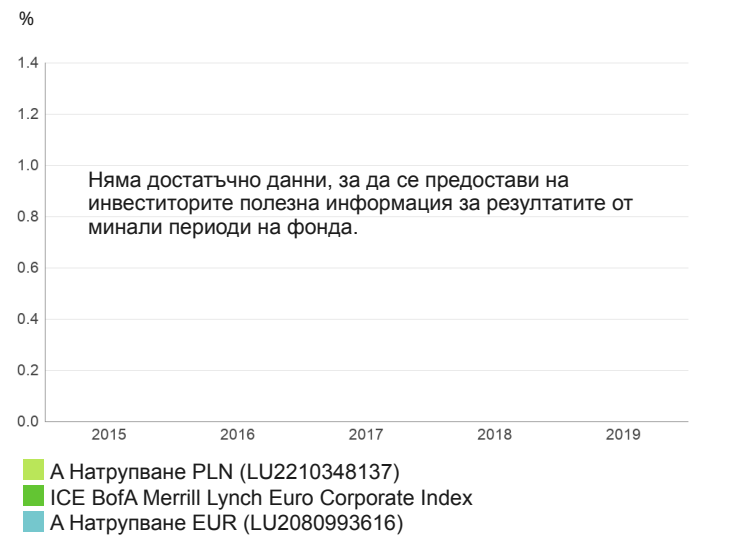 %
1.4
1.2
1.0
Няма достатъчно данни, за да се предостави на
инвеститорите полезна информация за резултатите от
0.8
минали периоди на фонда.
0.6
0.4
0.2
0.0
2015 2016 2017 2018 2019
А Натрупване PLN (LU2210348137)
ICE BofA Merrill Lynch Euro Corporate Index
А Натрупване EUR (LU2080993616)